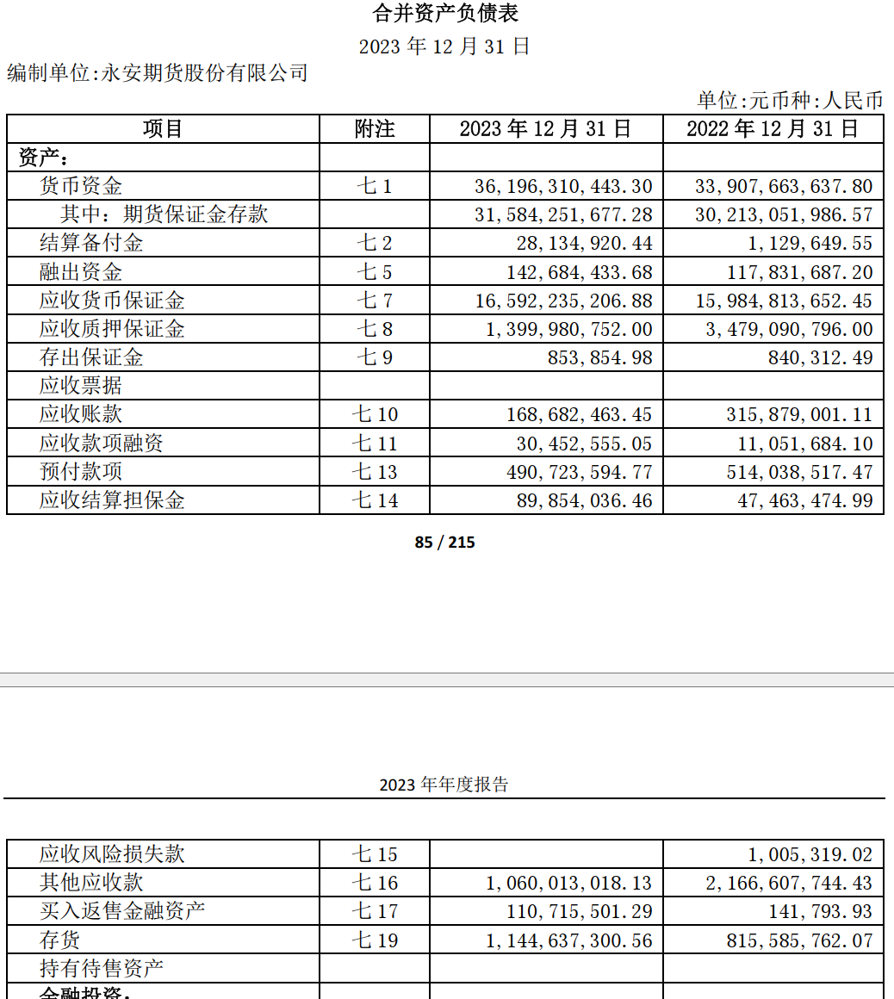 合并资产负债表
2023 年 12 月 31 日
编制单位:永安期货股份有限公司
单位:元币种:人民币
项目 附注 2023 年 12 月 31 日 2022 年 12 月 31 日
资产：
货币资金 七 1 36,196,310,443.30 33,907,663,637.80
其中：期货保证金存款 31,584,251,677.28 30,213,051,986.57
结算备付金 七 2 28,134,920.44 1,129,649.55
融出资金 七 5 142,684,433.68 117,831,687.20
应收货币保证金 七 7 16,592,235,206.88 15,984,813,652.45
应收质押保证金 七 8 1,399,980,752.00 3,479,090,796.00
存出保证金 七 9 853,854.98 840,312.49
应收票据
应收账款 七 10 168,682,463.45 315,879,001.11
应收款项融资 七 11 30,452,555.05 11,051,684.10
预付款项 七 13 490,723,594.77 514,038,517.47
应收结算担保金 七 14 89,854,036.46 47,463,474.99
85 / 215
2023 年年度报告
应收风险损失款 七 15 1,005,319.02
其他应收款 七 16 1,060,013,018.13 2,166,607,744.43
买入返售金融资产 七 17 110,715,501.29 141,793.93
存货 七 19 1,144,637,300.56 815,585,762.07
持有待售资产
金融投资：